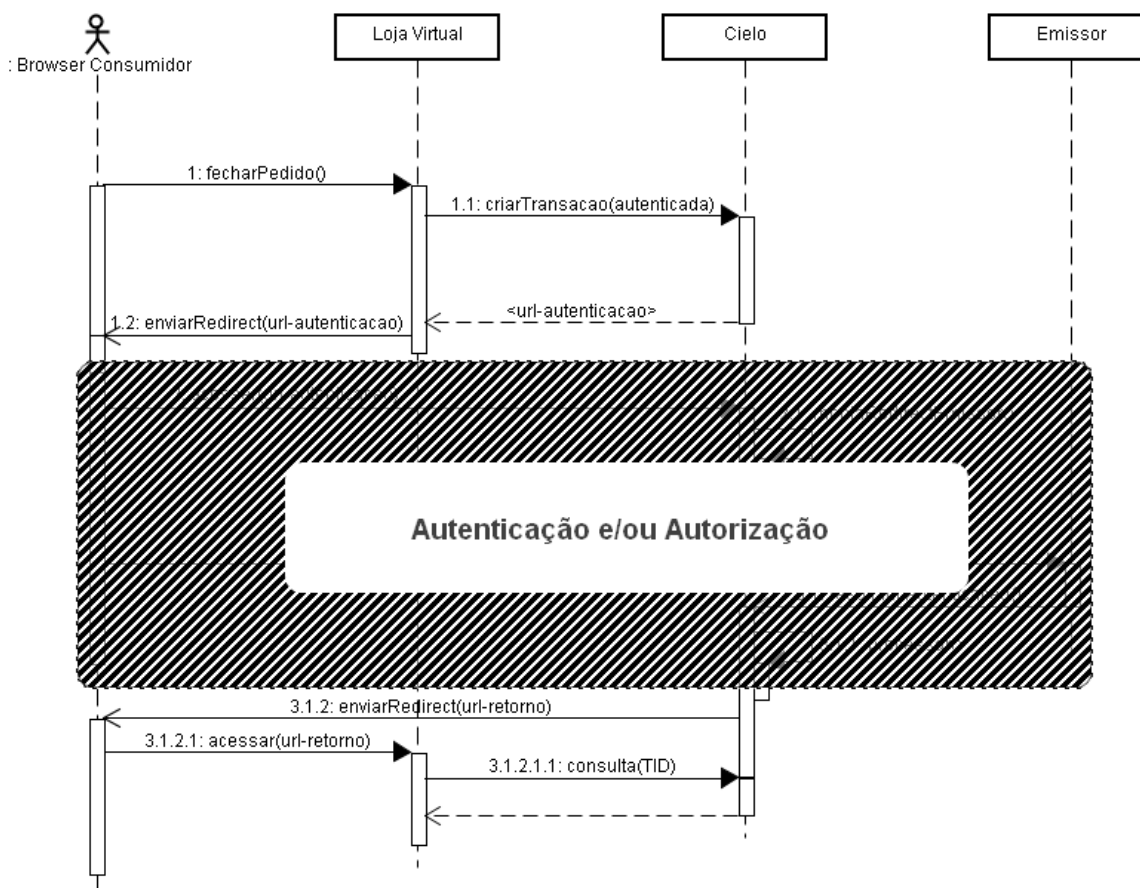 Loja Virtual
Cielo
Emissor
: Browser Consumidor
1: fecharPedido()
1.1: criarTransacao(autenticada)
<url-autenticacao>
1.2: enviarRedirect(url-autenticacao)
Autenticação e/ou Autorização
3.1.2: enviarRedirect(url-retorno)
3.1.2.1: acessar(url-retorno)
3.1.2.1.1: consulta(TID)